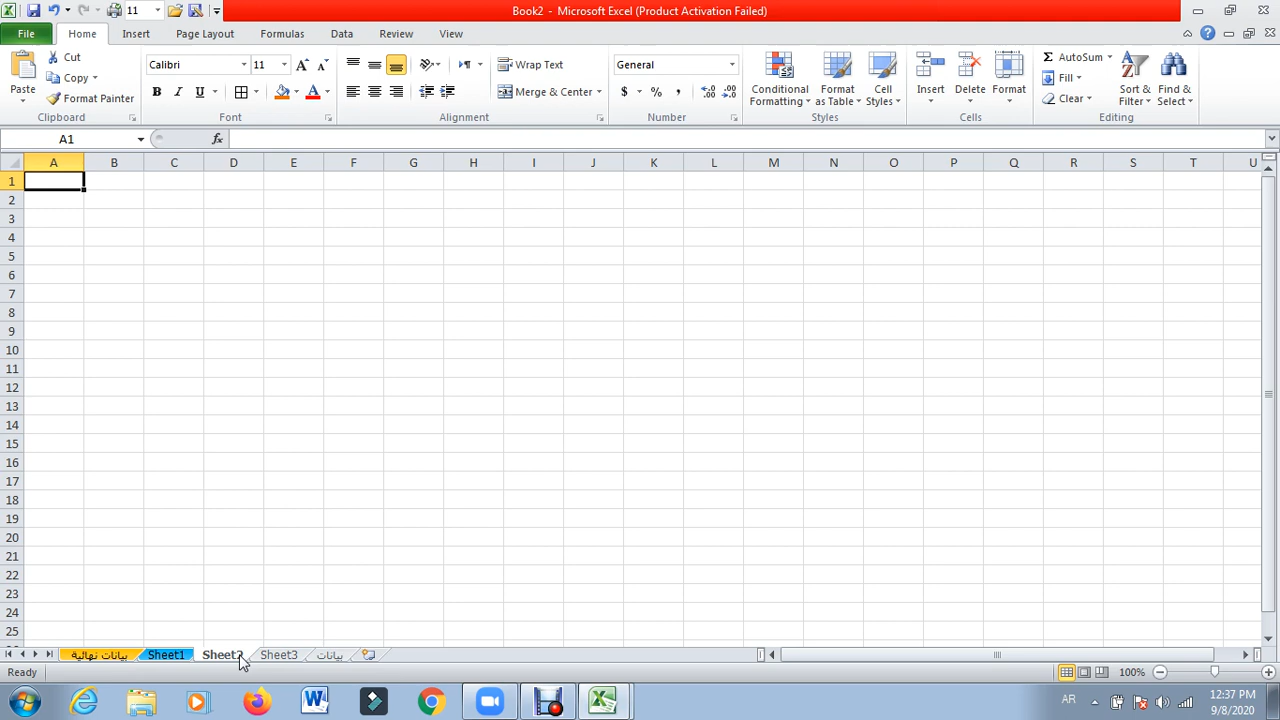 11
Book2 - Microsoft Excel (Product Activation Failed)
File Home Insert Page Layout Formulas Data Review View
Paste
Cut
Copy
Format Painter
Clipboard
Calibri 11
B I U
Font
Wrap Text
Merge & Center
Alignment
General
$ % ,
Number
Conditional Formatting
Format as Table
Cell Styles
Styles
Insert Delete Format
Cells
AutoSum
Fill
Clear
Sort & Filter
Find & Select
Editing
A1 fx
A B C D E F G H I J K L M N O P Q R S T U
1
2
3
4
5
6
7
8
9
10
11
12
13
14
15
16
17
18
19
20
21
22
23
24
25
بيانات نهائية Sheet1 Sheet2 Sheet3 بيانات
Ready 100%
AR 12:37 PM
9/8/2020